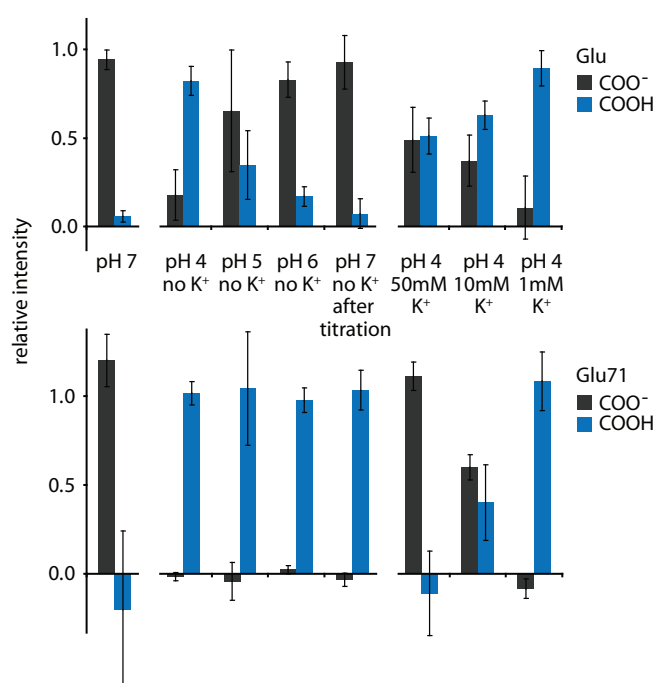 relative intensity
1.0
0.5
0.0
Glu
COO⁻
COOH
pH 7
pH 4
no K⁺
pH 5
no K⁺
pH 6
no K⁺
pH 7
no K⁺
after
titration
pH 4
50mM
K⁺
pH 4
10mM
K⁺
pH 4
1mM
K⁺
1.0
0.5
0.0
Glu71
COO⁻
COOH